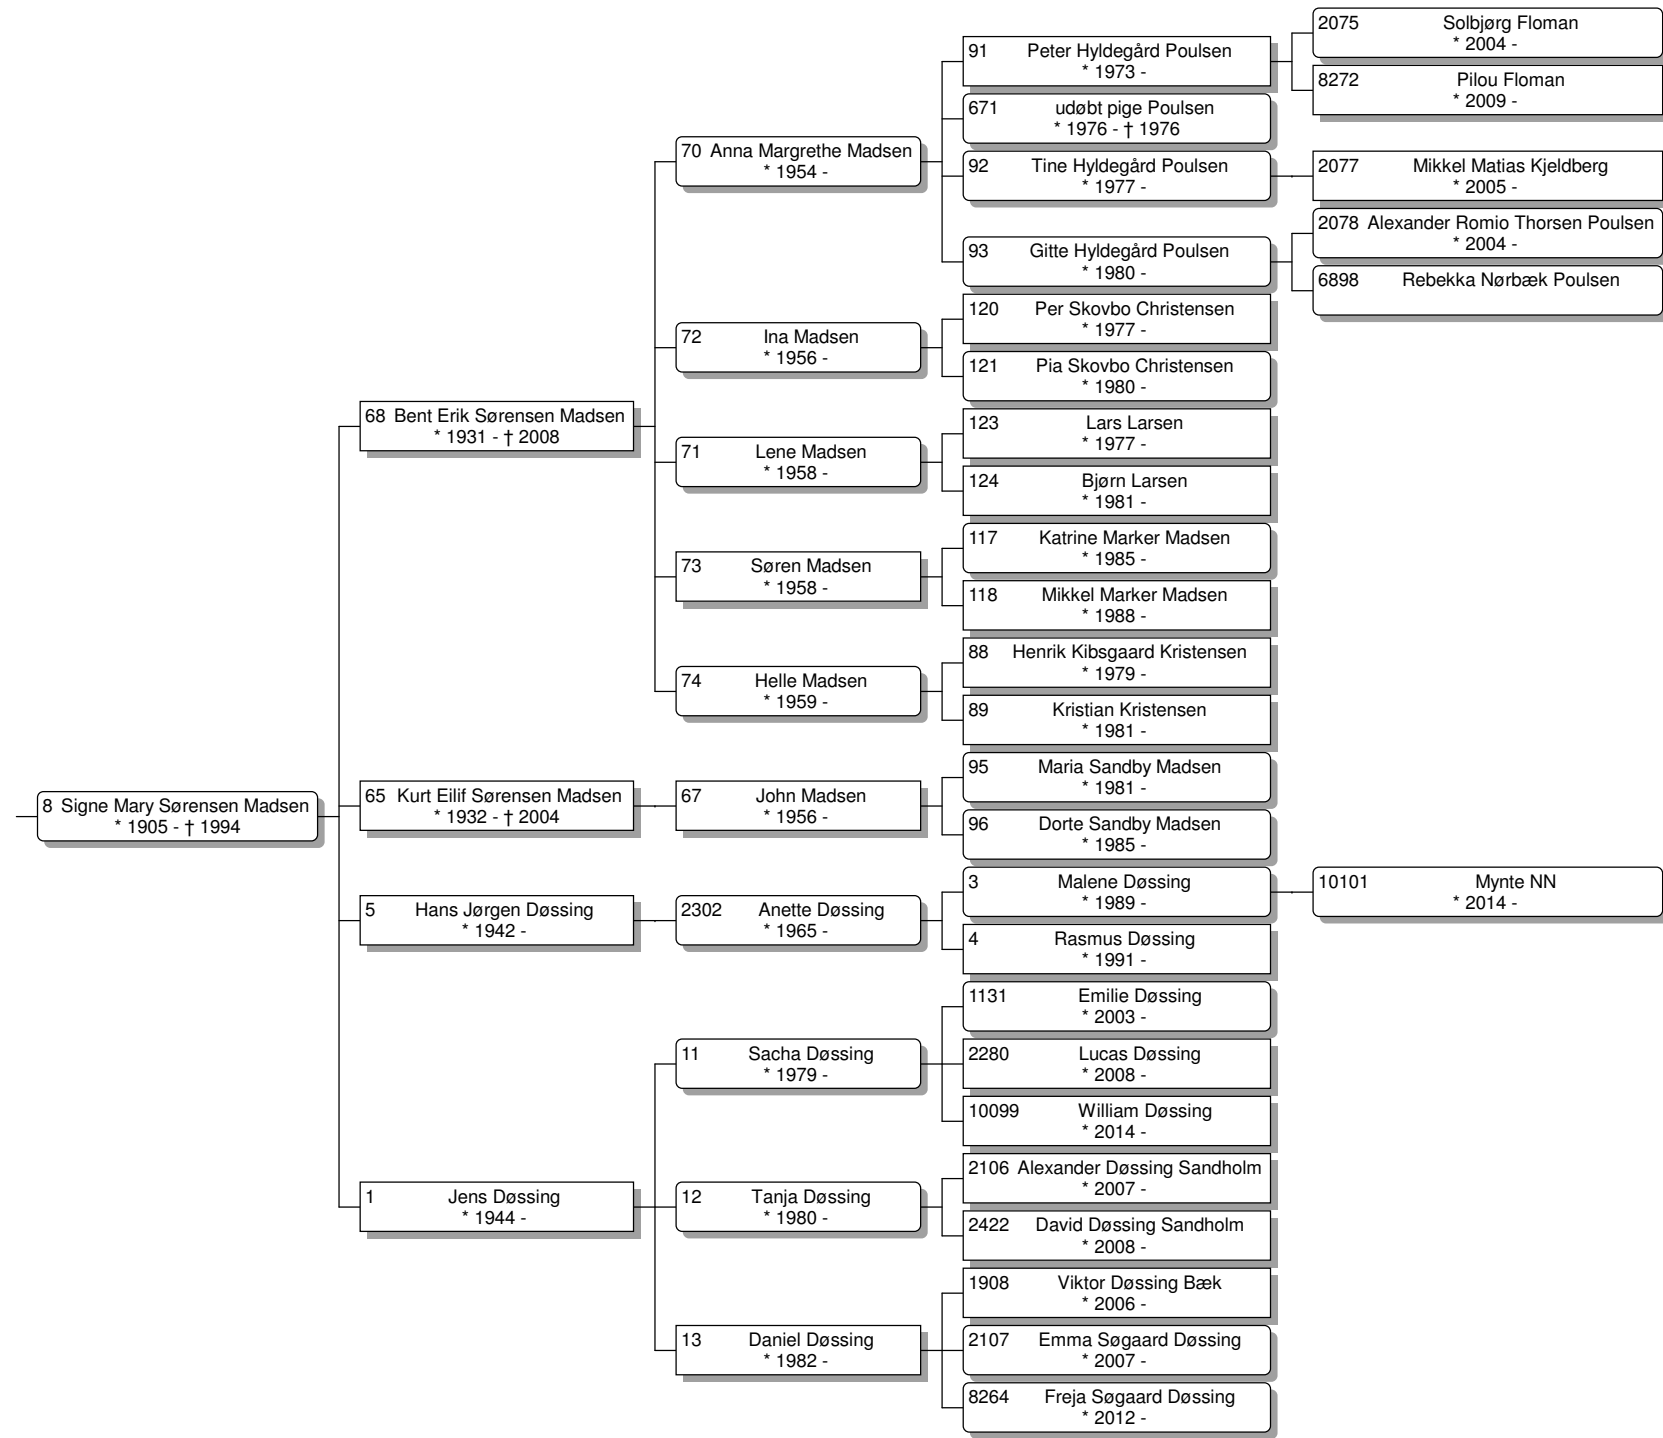 8 Signe Mary Sørensen Madsen
* 1905 - † 1994
68 Bent Erik Sørensen Madsen
* 1931 - † 2008
70 Anna Margrethe Madsen
* 1954 -
91 Peter Hyldegård Poulsen
* 1973 -
2075 Solbjørg Floman
* 2004 -
8272 Pilou Floman
* 2009 -
671 udøbt pige Poulsen
* 1976 - † 1976
92 Tine Hyldegård Poulsen
* 1977 -
2077 Mikkel Matias Kjeldberg
* 2005 -
93 Gitte Hyldegård Poulsen
* 1980 -
2078 Alexander Romio Thorsen Poulsen
* 2004 -
6898 Rebekka Nørbæk Poulsen
72 Ina Madsen
* 1956 -
120 Per Skovbo Christensen
* 1977 -
121 Pia Skovbo Christensen
* 1980 -
71 Lene Madsen
* 1958 -
123 Lars Larsen
* 1977 -
124 Bjørn Larsen
* 1981 -
73 Søren Madsen
* 1958 -
117 Katrine Marker Madsen
* 1985 -
118 Mikkel Marker Madsen
* 1988 -
74 Helle Madsen
* 1959 -
88 Henrik Kibsgaard Kristensen
* 1979 -
89 Kristian Kristensen
* 1981 -
65 Kurt Eilif Sørensen Madsen
* 1932 - † 2004
67 John Madsen
* 1956 -
95 Maria Sandby Madsen
* 1981 -
96 Dorte Sandby Madsen
* 1985 -
5 Hans Jørgen Døssing
* 1942 -
2302 Anette Døssing
* 1965 -
3 Malene Døssing
* 1989 -
10101 Mynte NN
* 2014 -
4 Rasmus Døssing
* 1991 -
1 Jens Døssing
* 1944 -
11 Sacha Døssing
* 1979 -
1131 Emilie Døssing
* 2003 -
2280 Lucas Døssing
* 2008 -
10099 William Døssing
* 2014 -
12 Tanja Døssing
* 1980 -
2106 Alexander Døssing Sandholm
* 2007 -
2422 David Døssing Sandholm
* 2008 -
13 Daniel Døssing
* 1982 -
1908 Viktor Døssing Bæk
* 2006 -
2107 Emma Søgaard Døssing
* 2007 -
8264 Freja Søgaard Døssing
* 2012 -